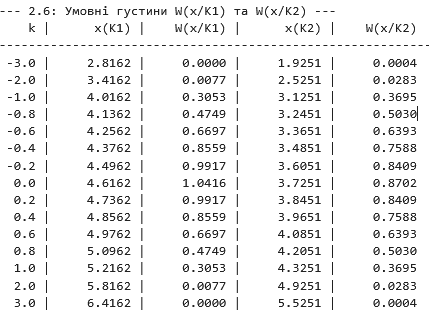 --- 2.6: Умовні густини W(x/K1) та W(x/K2) ---
k | x(K1) | W(x/K1) | x(K2) | W(x/K2)
--------------------------------------------------------------
-3.0 | 2.8162 | 0.0000 | 1.9251 | 0.0004
-2.0 | 3.4162 | 0.0077 | 2.5251 | 0.0283
-1.0 | 4.0162 | 0.3053 | 3.1251 | 0.3695
-0.8 | 4.1362 | 0.4749 | 3.2451 | 0.5030
-0.6 | 4.2562 | 0.6697 | 3.3651 | 0.6393
-0.4 | 4.3762 | 0.8559 | 3.4851 | 0.7588
-0.2 | 4.4962 | 0.9917 | 3.6051 | 0.8409
0.0 | 4.6162 | 1.0416 | 3.7251 | 0.8702
0.2 | 4.7362 | 0.9917 | 3.8451 | 0.8409
0.4 | 4.8562 | 0.8559 | 3.9651 | 0.7588
0.6 | 4.9762 | 0.6697 | 4.0851 | 0.6393
0.8 | 5.0962 | 0.4749 | 4.2051 | 0.5030
1.0 | 5.2162 | 0.3053 | 4.3251 | 0.3695
2.0 | 5.8162 | 0.0077 | 4.9251 | 0.0283
3.0 | 6.4162 | 0.0000 | 5.5251 | 0.0004